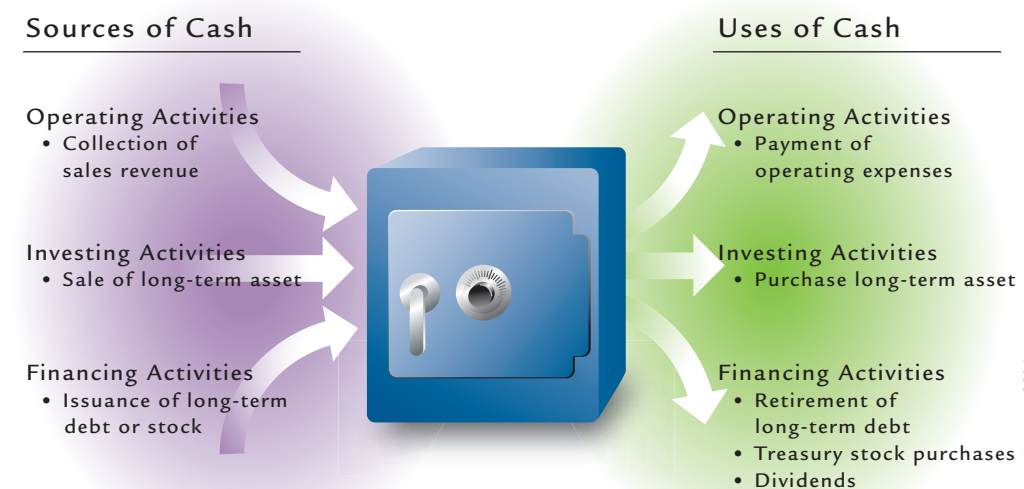 Sources of Cash
Operating Activities
• Collection of
sales revenue
Investing Activities
• Sale of long-term asset
Financing Activities
• Issuance of long-term
debt or stock
Uses of Cash
Operating Activities
• Payment of
operating expenses
Investing Activities
• Purchase long-term asset
Financing Activities
• Retirement of
long-term debt
• Treasury stock purchases
• Dividends